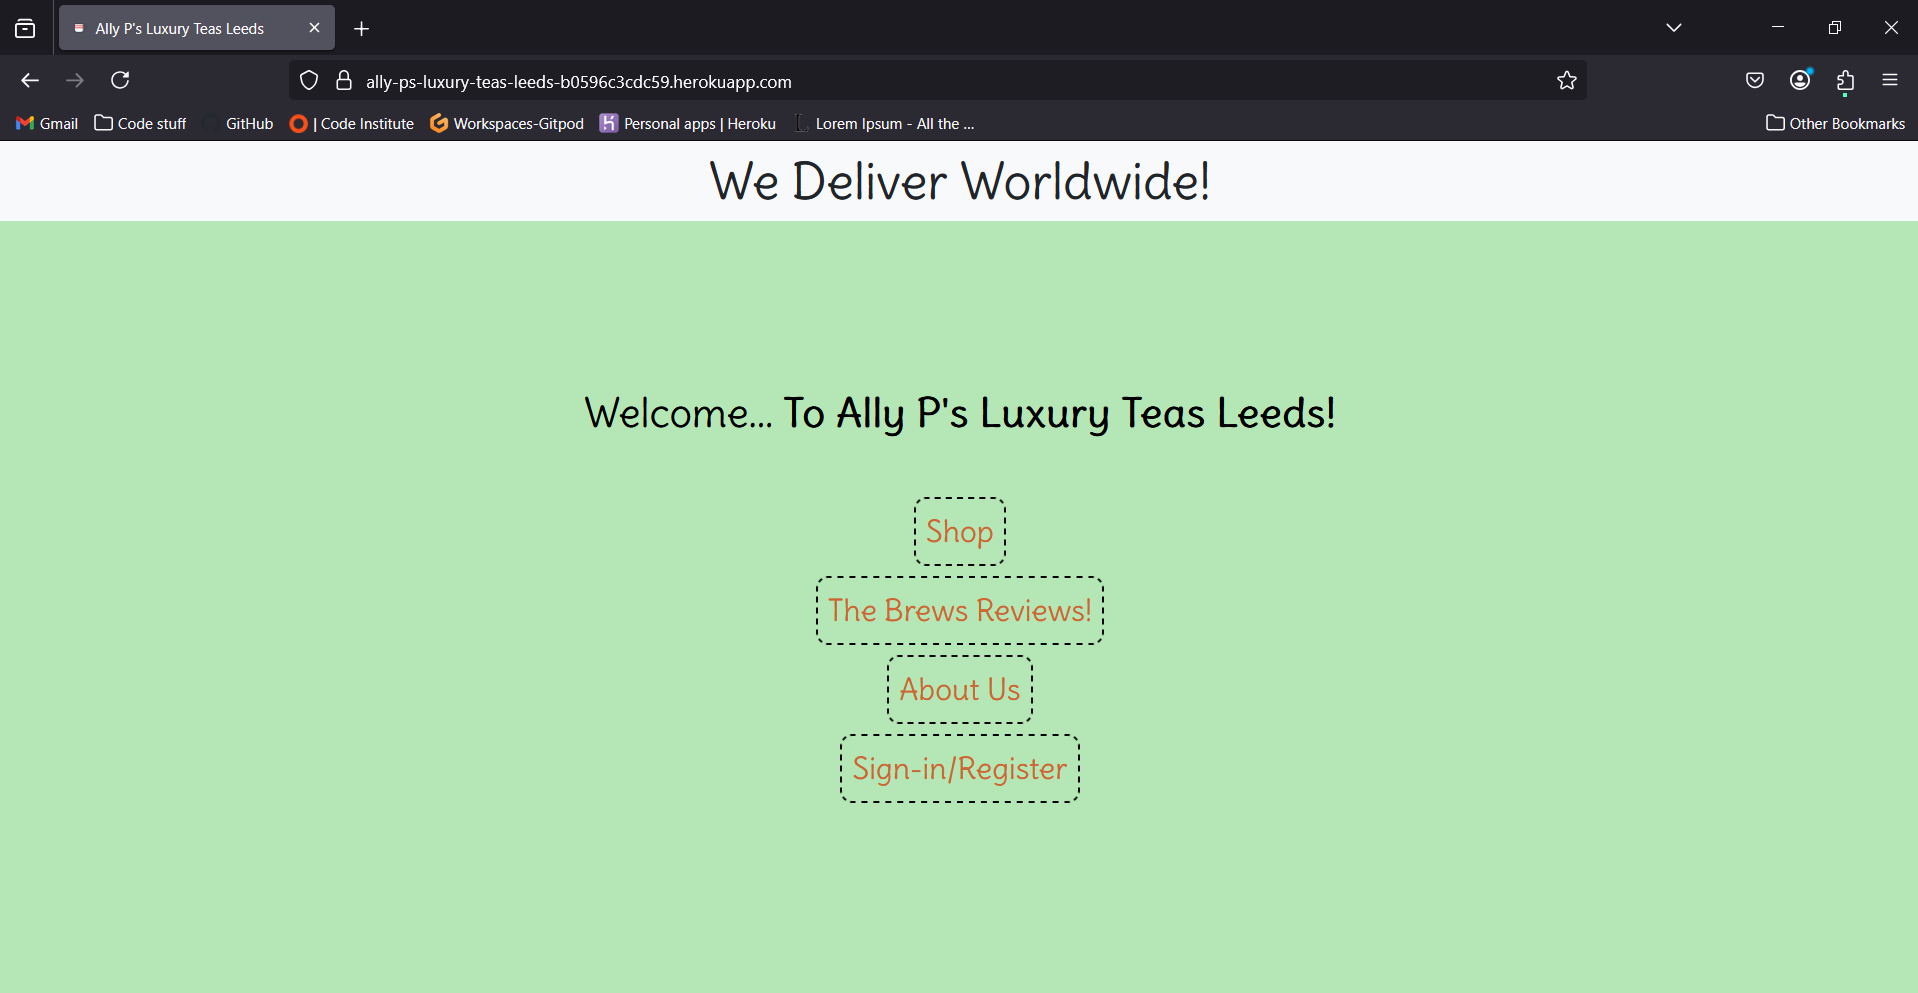 Ally P's Luxury Teas Leeds
ally-ps-luxury-teas-leeds-b0596c3cdc59.herokuapp.com
Gmail Code stuff GitHub | Code Institute Workspaces-Gitpod Personal apps | Heroku Lorem Ipsum - All the ... Other Bookmarks
We Deliver Worldwide!
Welcome... To Ally P's Luxury Teas Leeds!
Shop
The Brews Reviews!
About Us
Sign-in/Register